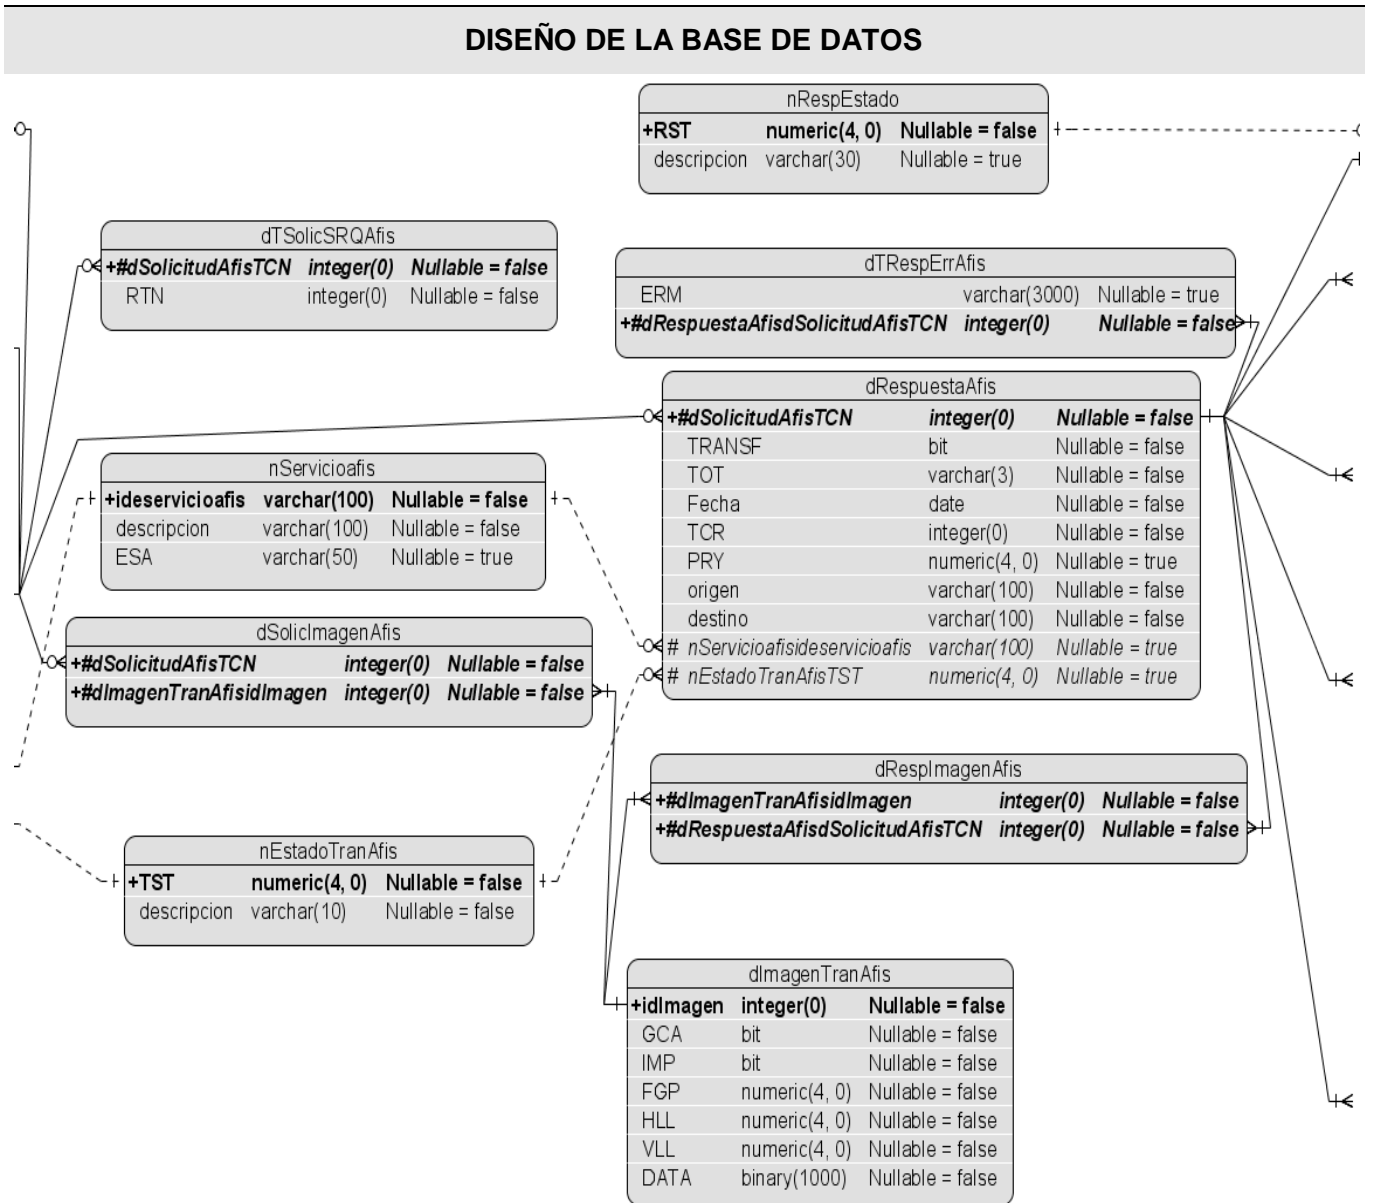 DISEÑO DE LA BASE DE DATOS
nRespEstado
+RST numeric(4, 0) Nullable = false
descripcion varchar(30) Nullable = true
dTSolicSRQAfis
+#dSolicitudAfisTCN integer(0) Nullable = false
RTN integer(0) Nullable = false
dTRespErrAfis
ERM varchar(3000) Nullable = true
+#dRespuestaAfisdSolicitudAfisTCN integer(0) Nullable = false
dRespuestaAfis
+#dSolicitudAfisTCN integer(0) Nullable = false
TRANSF bit Nullable = false
TOT varchar(3) Nullable = false
Fecha date Nullable = false
TCR integer(0) Nullable = false
PRY numeric(4, 0) Nullable = true
origen varchar(100) Nullable = false
destino varchar(100) Nullable = false
# nServicioafisideservicioafis varchar(100) Nullable = true
# nEstadoTranAfisTST numeric(4, 0) Nullable = true
nServicioafis
+ideservicioafis varchar(100) Nullable = false
descripcion varchar(100) Nullable = false
ESA varchar(50) Nullable = true
dSolicImagenAfis
+#dSolicitudAfisTCN integer(0) Nullable = false
+#dImagenTranAfisidImagen integer(0) Nullable = false
dRespImagenAfis
+#dImagenTranAfisidImagen integer(0) Nullable = false
+#dRespuestaAfisdSolicitudAfisTCN integer(0) Nullable = false
nEstadoTranAfis
+TST numeric(4, 0) Nullable = false
descripcion varchar(10) Nullable = false
dImagenTranAfis
+idImagen integer(0) Nullable = false
GCA bit Nullable = false
IMP bit Nullable = false
FGP numeric(4, 0) Nullable = false
HLL numeric(4, 0) Nullable = false
VLL numeric(4, 0) Nullable = false
DATA binary(1000) Nullable = false